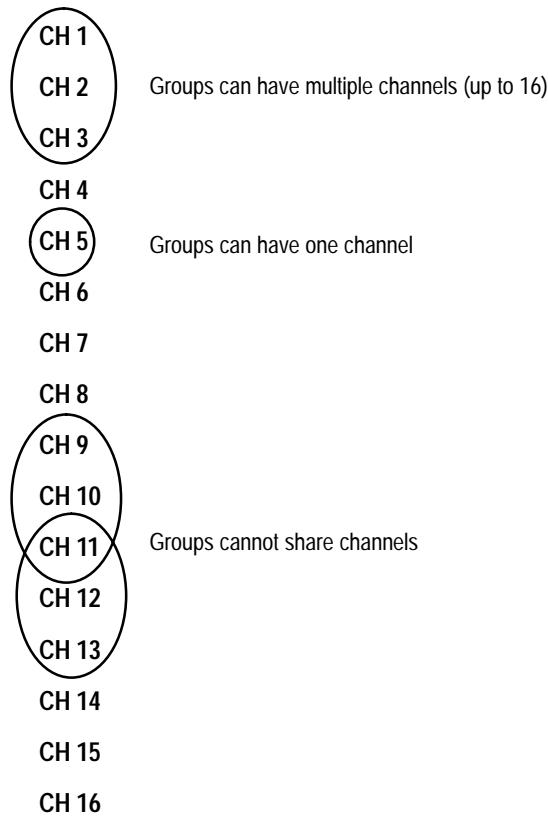 CH 1
CH 2 Groups can have multiple channels (up to 16)
CH 3
CH 4
CH 5 Groups can have one channel
CH 6
CH 7
CH 8
CH 9
CH 10
CH 11 Groups cannot share channels
CH 12
CH 13
CH 14
CH 15
CH 16